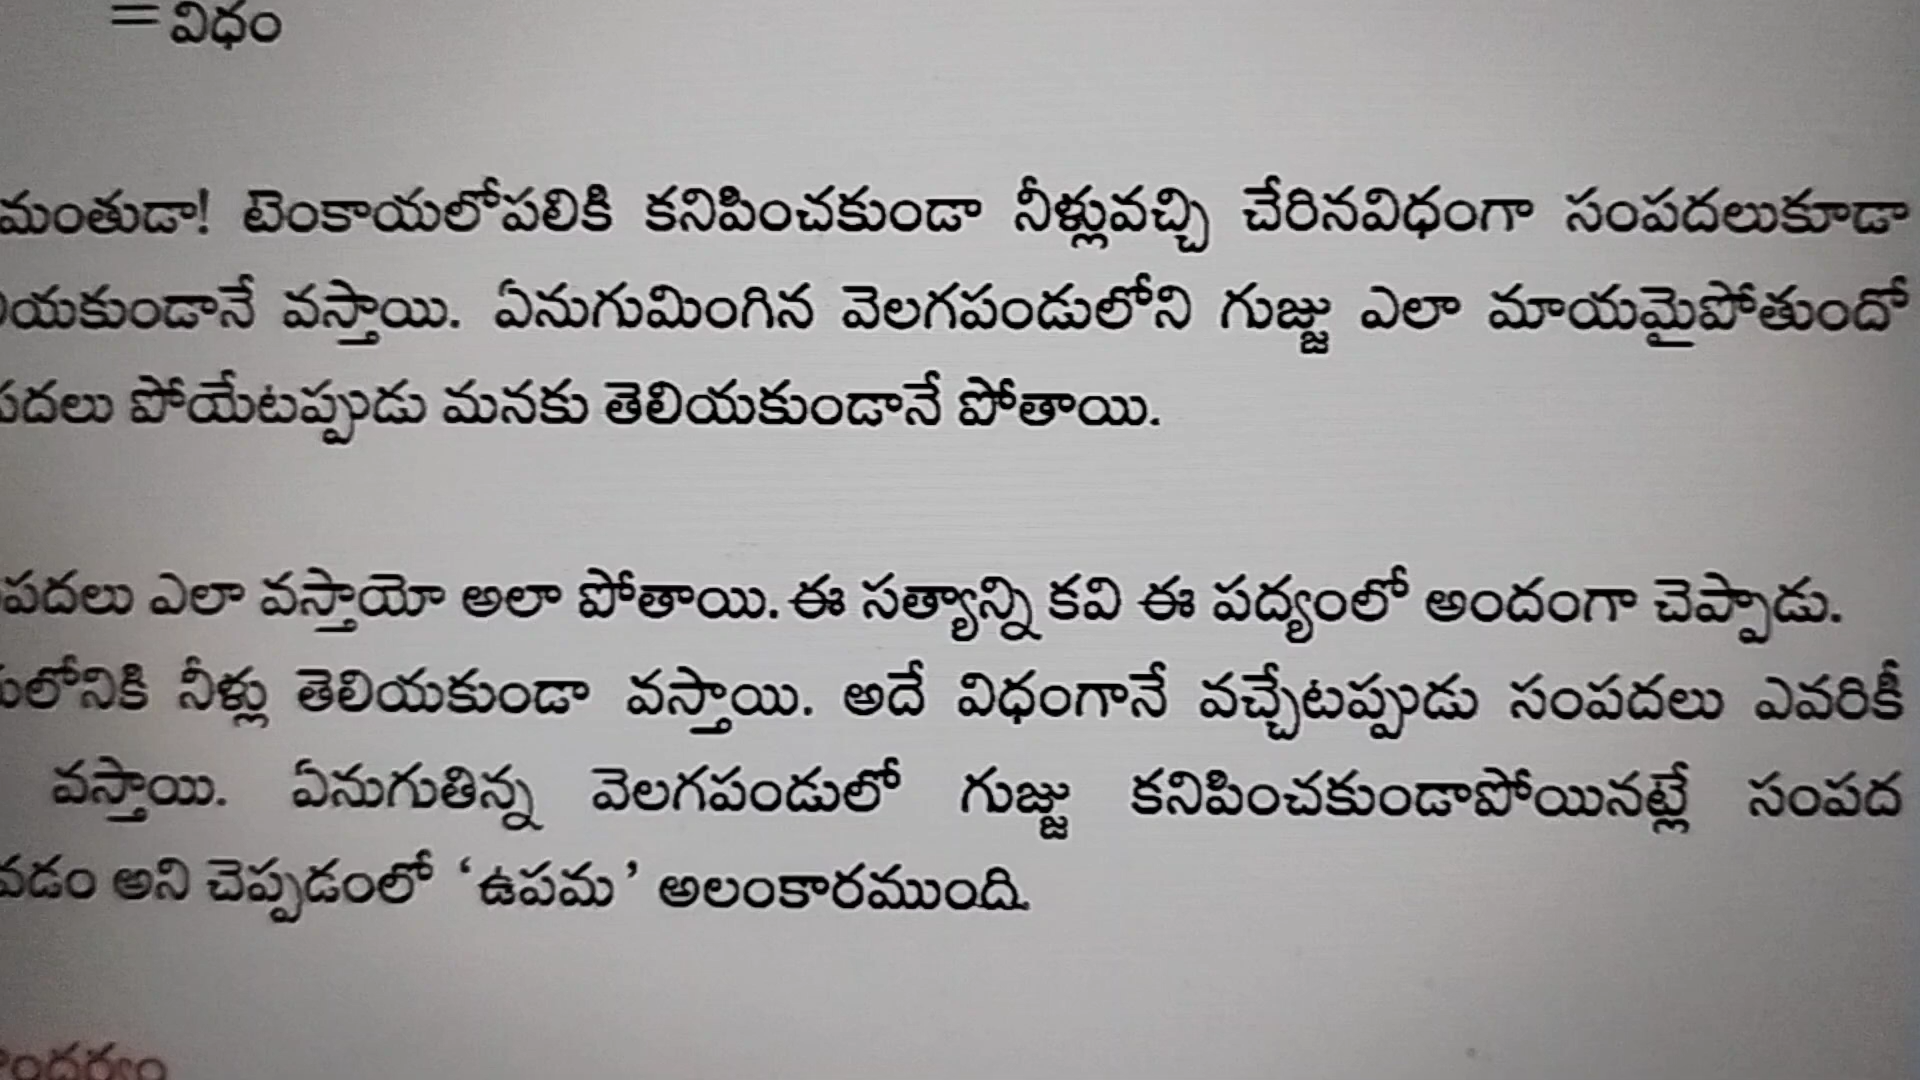 = విధం
మంతుడా! టెంకాయలోపలికి కనిపించకుండా నీళ్లువచ్చి చేరినవిధంగా సంపదలుకూడా
యకుండానే వస్తాయి. ఏనుగుమింగిన వెలగపండులోని గుజ్జు ఎలా మాయమైపోతుందో
పదలు పోయేటప్పుడు మనకు తెలియకుండానే పోతాయి.
పదలు ఎలా వస్తాయో అలా పోతాయి. ఈ సత్యాన్ని కవి ఈ పద్యంలో అందంగా చెప్పాడు.
లోనికి నీళ్లు తెలియకుండా వస్తాయి. అదే విధంగానే వచ్చేటప్పుడు సంపదలు ఎవరికీ
వస్తాయి. ఏనుగుతిన్న వెలగపండులో గుజ్జు కనిపించకుండాపోయినట్లే సంపద
వడం అని చెప్పడంలో ‘ఉపమ’ అలంకారముంది.